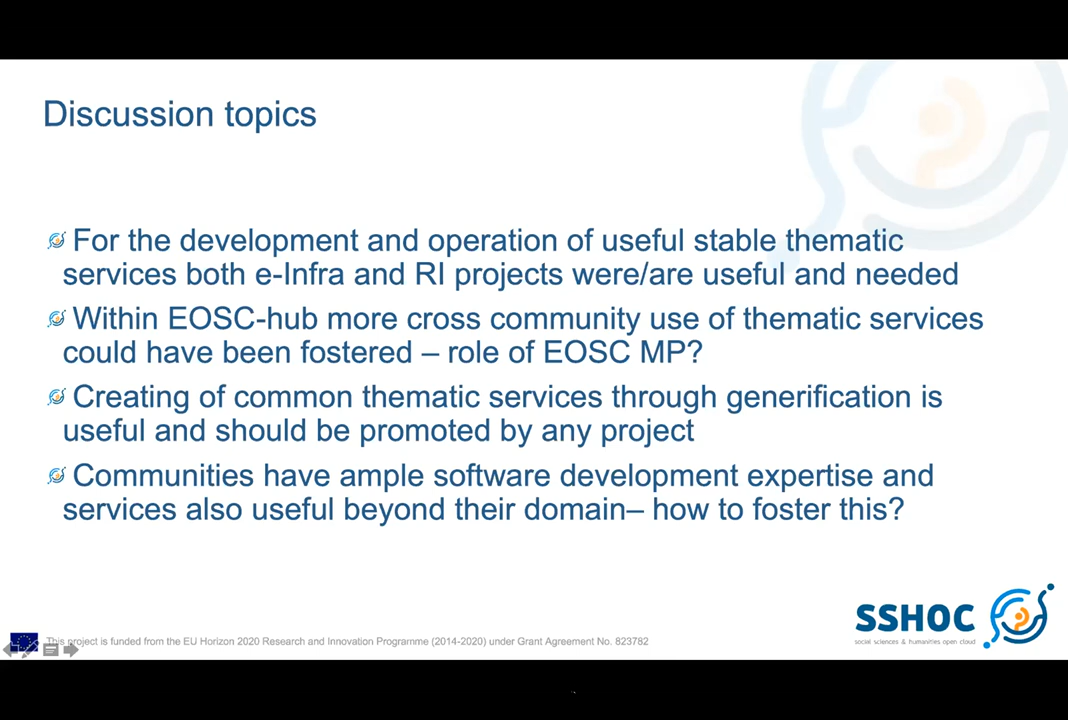 Discussion topics
For the development and operation of useful stable thematic
services both e-Infra and RI projects were/are useful and needed
Within EOSC-hub more cross community use of thematic services
could have been fostered – role of EOSC MP?
Creating of common thematic services through generification is
useful and should be promoted by any project
Communities have ample software development expertise and
services also useful beyond their domain– how to foster this?
SSHOC
social sciences & humanities open cloud
This project is funded from the EU Horizon 2020 Research and Innovation Programme (2014-2020) under Grant Agreement No. 823782